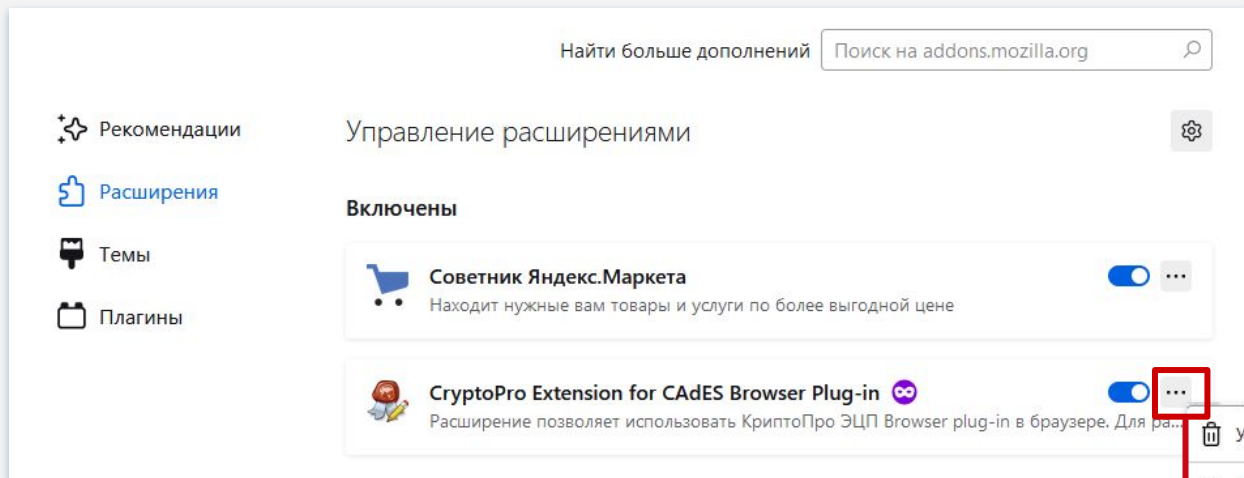 Найти больше дополнений Поиск на addons.mozilla.org
Рекомендации
Управление расширениями
Расширения
Включены
Темы
Советник Яндекс.Маркета
Находит нужные вам товары и услуги по более выгодной цене
Плагины
CryptoPro Extension for CAdES Browser Plug-in
Расширение позволяет использовать КриптоПро ЭЦП Browser plug-in в браузере. Для ра...